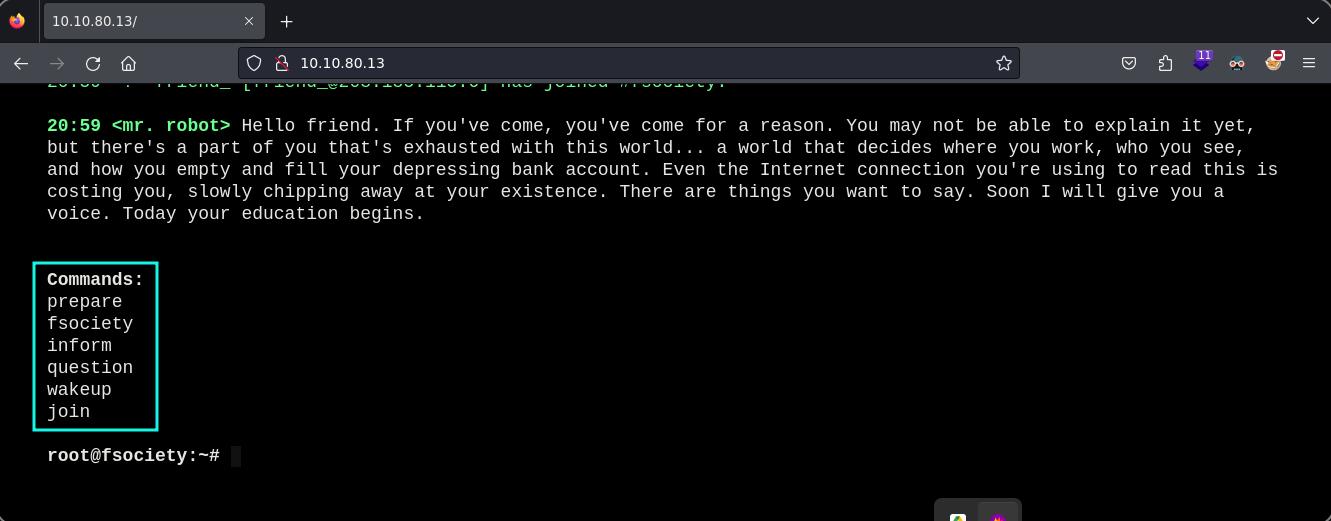 10.10.80.13/
10.10.80.13
11
20:59 <mr. robot> Hello friend. If you've come, you've come for a reason. You may not be able to explain it yet,
but there's a part of you that's exhausted with this world... a world that decides where you work, who you see,
and how you empty and fill your depressing bank account. Even the Internet connection you're using to read this is
costing you, slowly chipping away at your existence. There are things you want to say. Soon I will give you a
voice. Today your education begins.
Commands:
prepare
fsociety
inform
question
wakeup
join
root@fsociety:~#